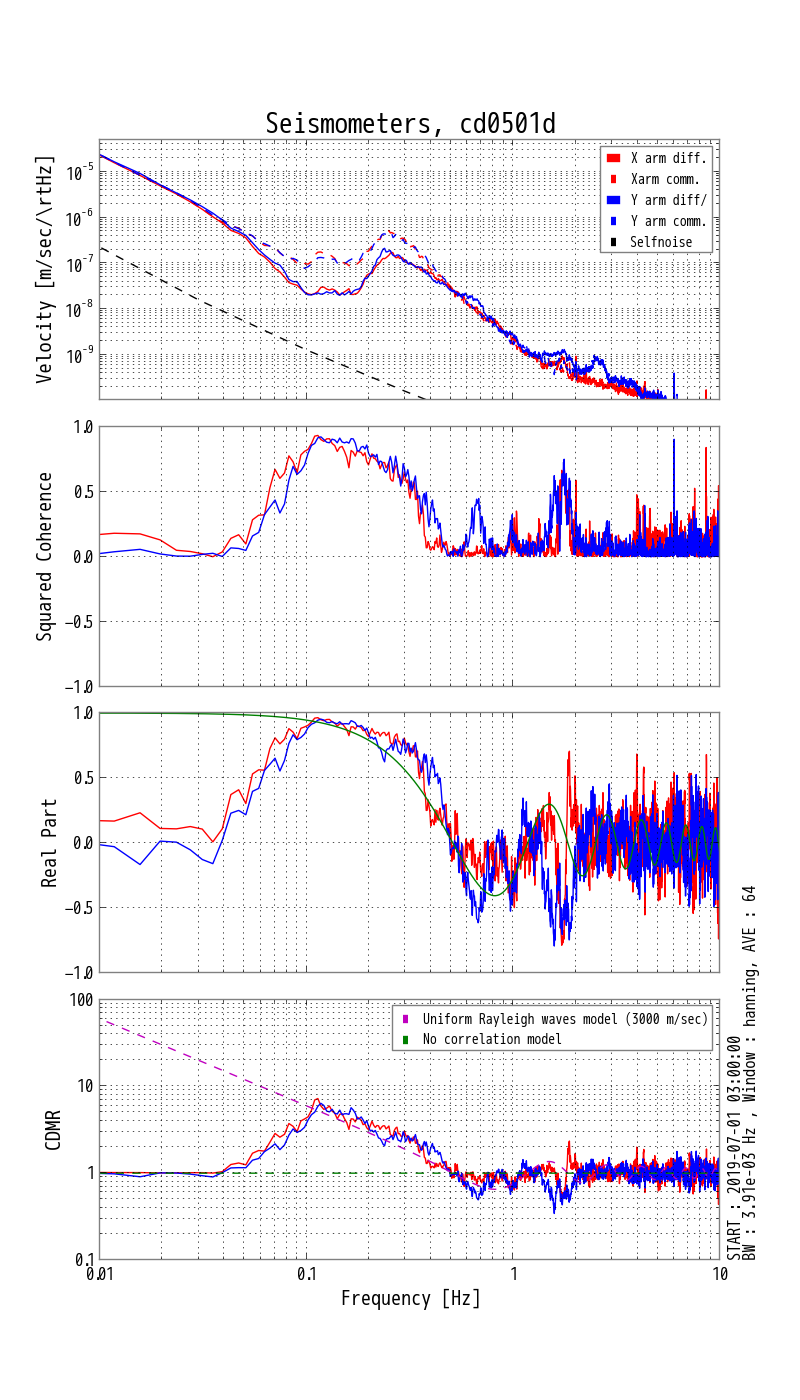 Seismometers, cd0501d
Velocity [m/sec/\rtHz]
10^-5
10^-6
10^-7
10^-8
10^-9
X arm diff.
Xarm comm.
Y arm diff/
Y arm comm.
Selfnoise
Squared Coherence
1.0
0.5
0.0
−0.5
−1.0
Real Part
1.0
0.5
0.0
−0.5
−1.0
CDMR
100
10
1
0.1
Uniform Rayleigh waves model (3000 m/sec)
No correlation model
0.01
0.1
1
10
Frequency [Hz]
START : 2019-07-01 03:00:00
BW : 3.91e-03 Hz , Window : hanning, AVE : 64